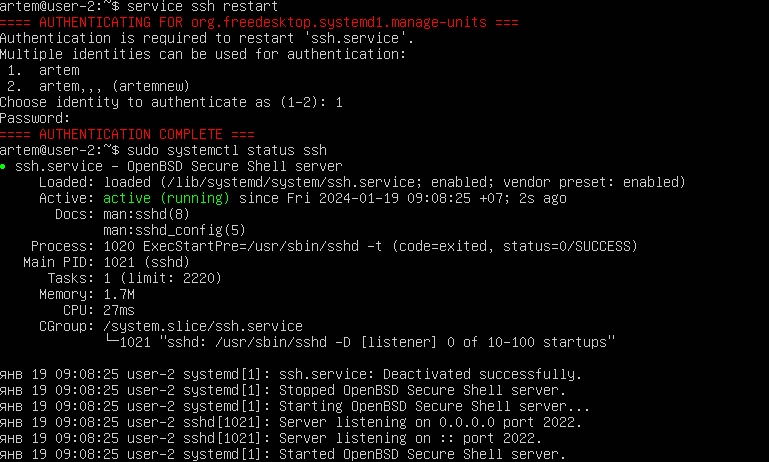 artem@user-2:~$ service ssh restart
==== AUTHENTICATING FOR org.freedesktop.systemd1.manage-units ===
Authentication is required to restart 'ssh.service'.
Multiple identities can be used for authentication:
 1.  artem
 2.  artem,,, (artemnew)
Choose identity to authenticate as (1-2): 1
Password:
==== AUTHENTICATION COMPLETE ===
artem@user-2:~$ sudo systemctl status ssh
● ssh.service - OpenBSD Secure Shell server
     Loaded: loaded (/lib/systemd/system/ssh.service; enabled; vendor preset: enabled)
     Active: active (running) since Fri 2024-01-19 09:08:25 +07; 2s ago
       Docs: man:sshd(8)
             man:sshd_config(5)
    Process: 1020 ExecStartPre=/usr/sbin/sshd -t (code=exited, status=0/SUCCESS)
   Main PID: 1021 (sshd)
      Tasks: 1 (limit: 2220)
     Memory: 1.7M
        CPU: 27ms
     CGroup: /system.slice/ssh.service
             └─1021 "sshd: /usr/sbin/sshd -D [listener] 0 of 10-100 startups"

янв 19 09:08:25 user-2 systemd[1]: ssh.service: Deactivated successfully.
янв 19 09:08:25 user-2 systemd[1]: Stopped OpenBSD Secure Shell server.
янв 19 09:08:25 user-2 systemd[1]: Starting OpenBSD Secure Shell server...
янв 19 09:08:25 user-2 sshd[1021]: Server listening on 0.0.0.0 port 2022.
янв 19 09:08:25 user-2 sshd[1021]: Server listening on :: port 2022.
янв 19 09:08:25 user-2 systemd[1]: Started OpenBSD Secure Shell server.